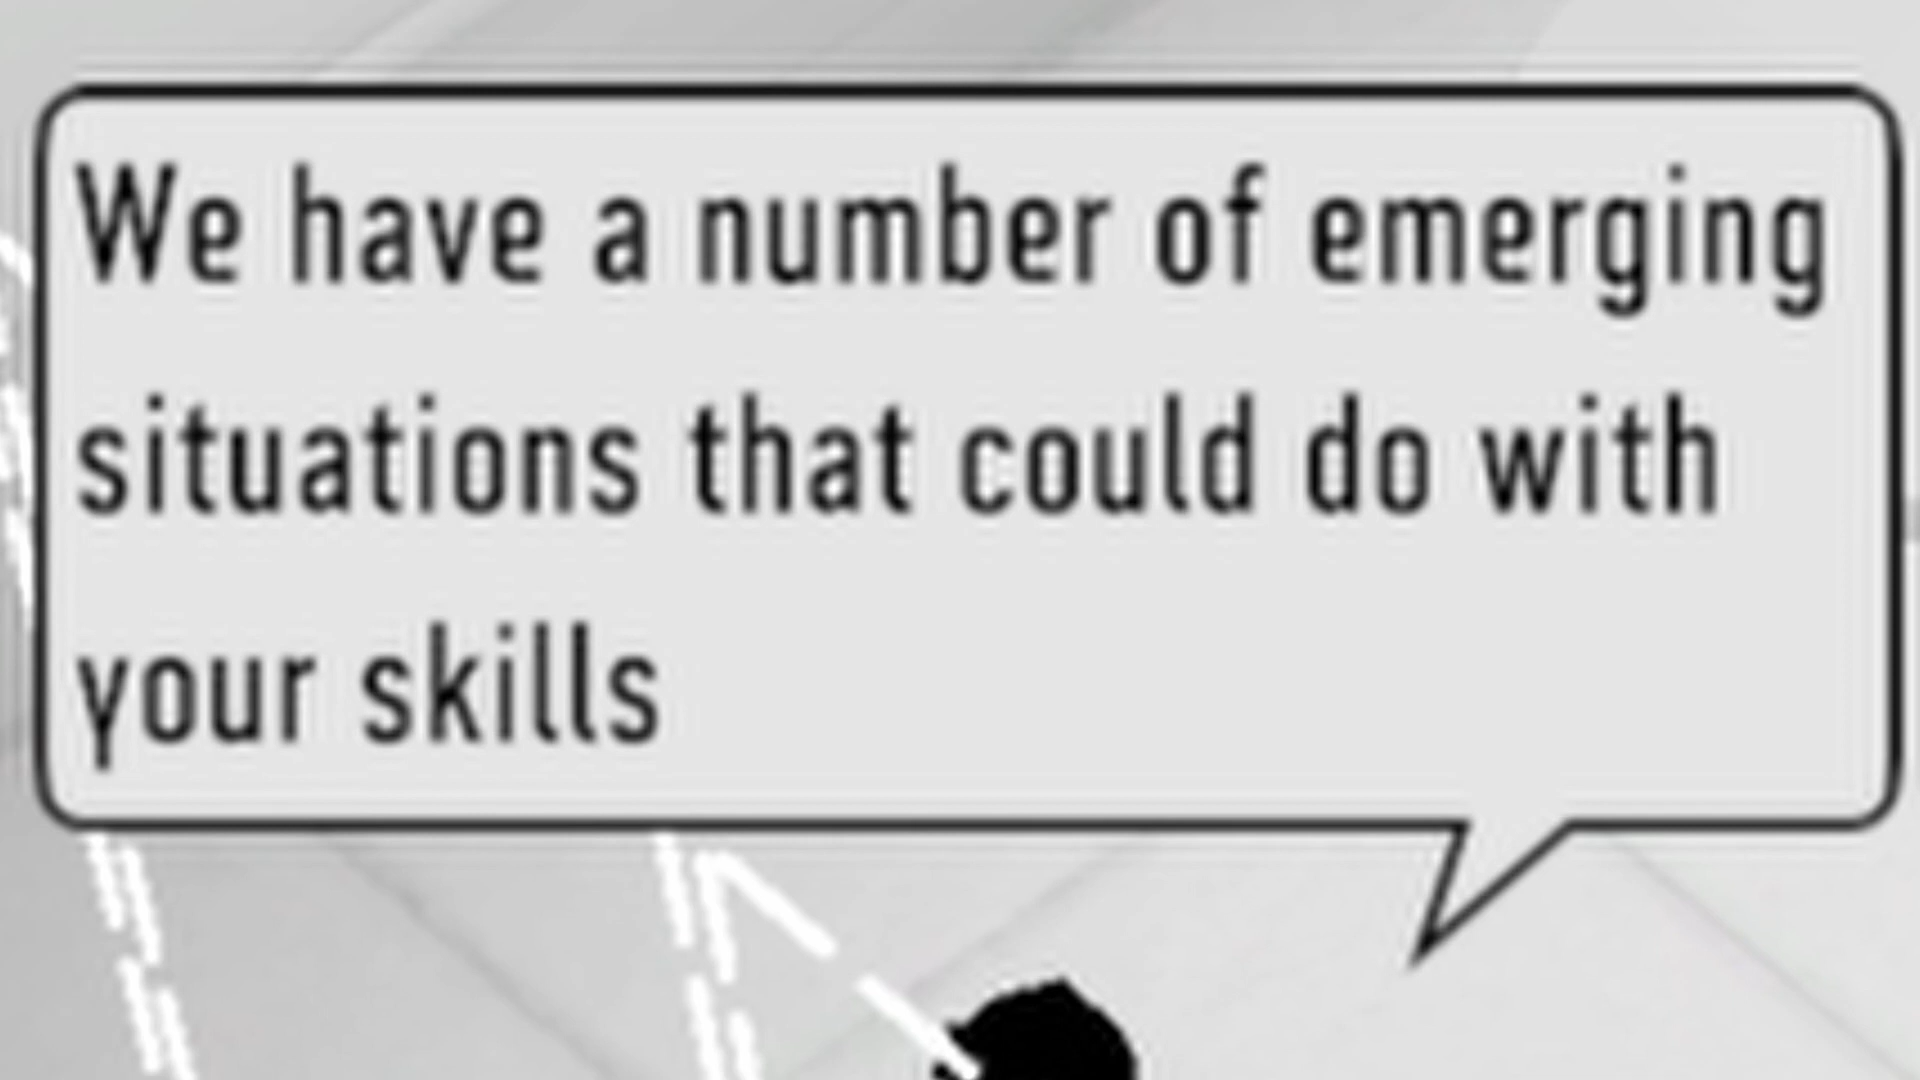 We have a number of emerging
situations that could do with
your skills